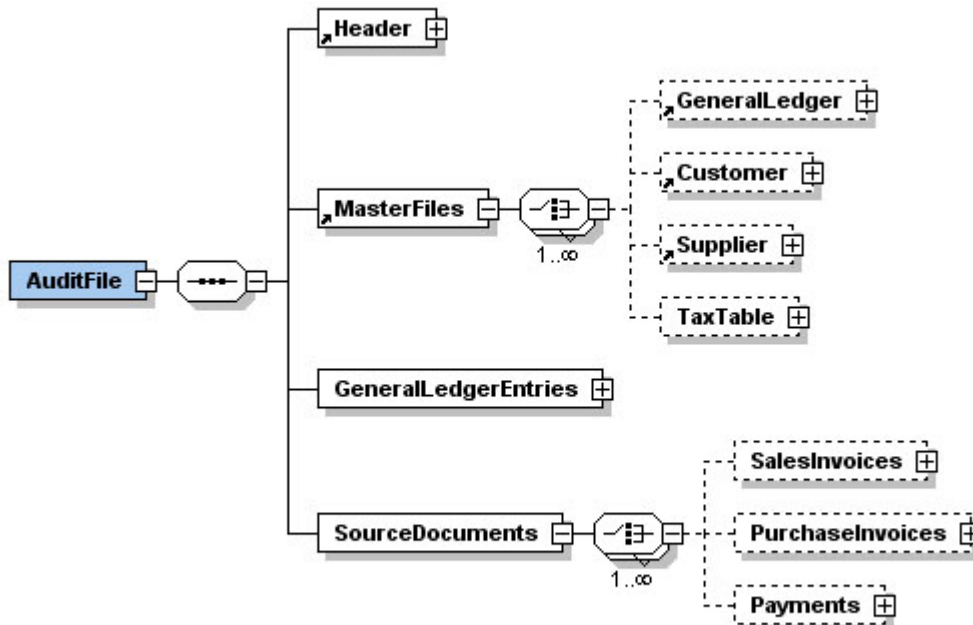 Header
GeneralLedger
Customer
MasterFiles
1..∞
Supplier
AuditFile
TaxTable
GeneralLedgerEntries
SalesInvoices
SourceDocuments
PurchaseInvoices
1..∞
Payments